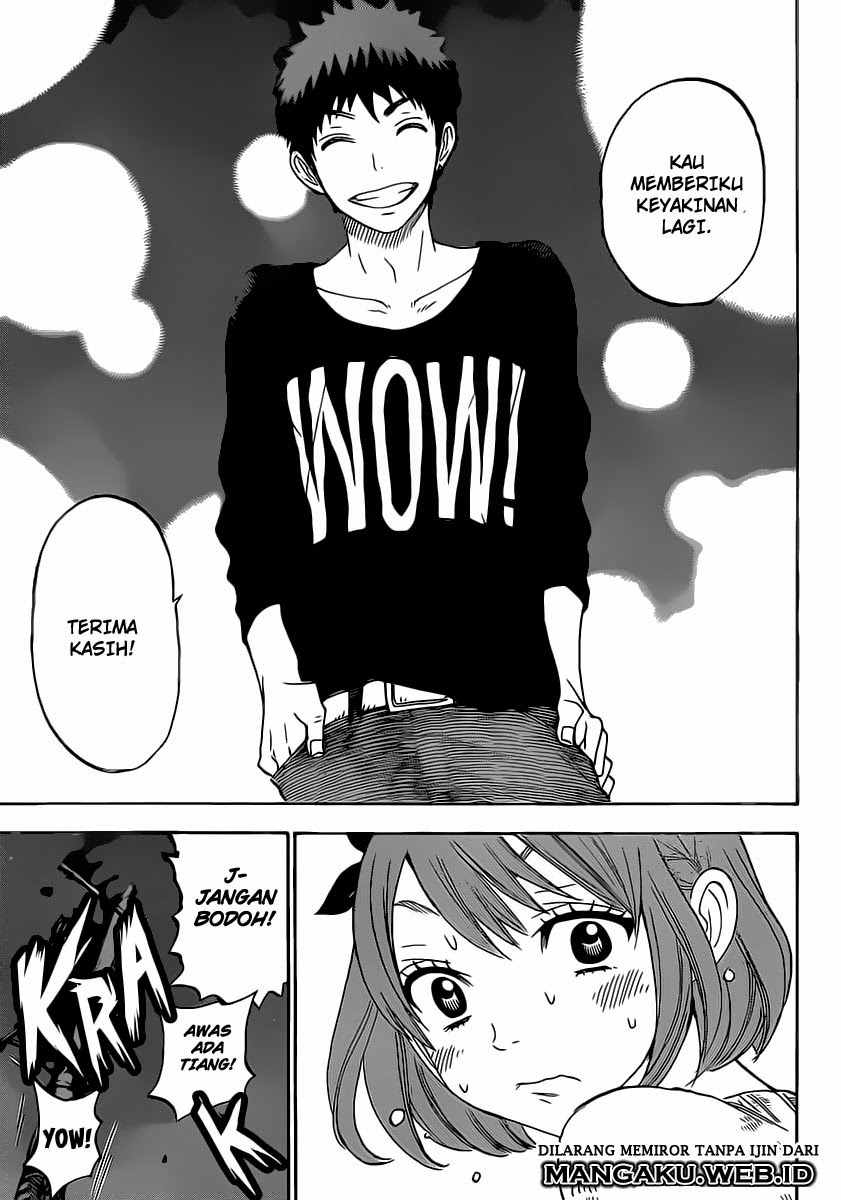 KAU
MEMBERIKU
KEYAKINAN
LAGI.
WOW!
TERIMA
KASIH!
J-
JANGAN
BODOH!
KRAK
AWAS
ADA
TIANG!
YOW!
DILARANG MEMIROR TANPA IJIN DARI
MANGAKU.WEB.ID